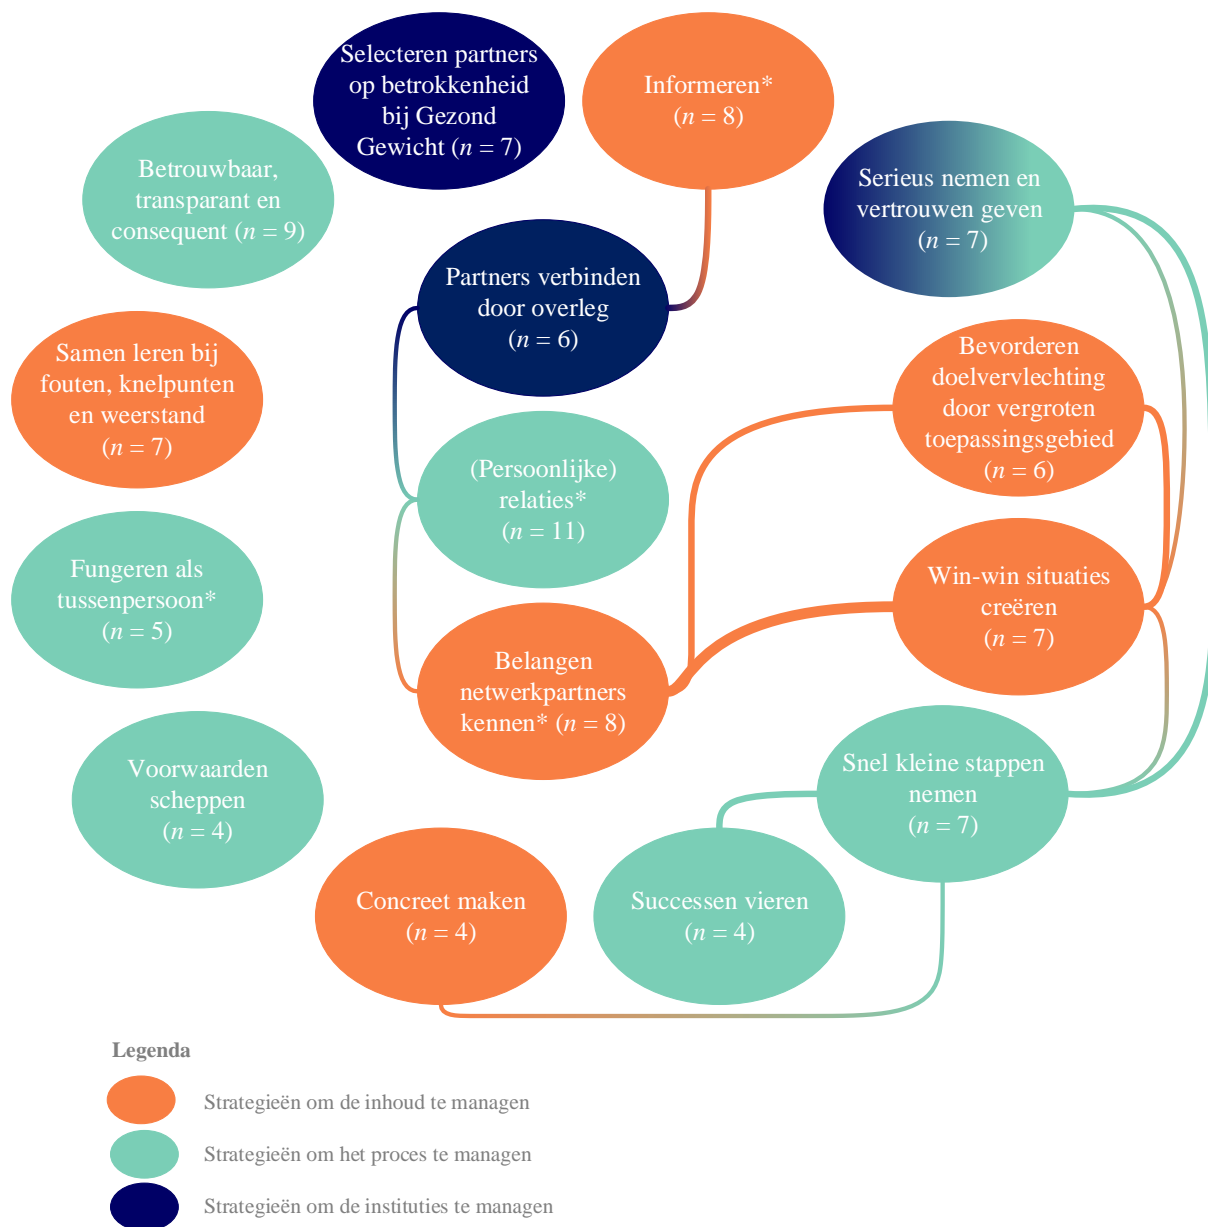 Selecteren partners
op betrokkenheid
bij Gezond
Gewicht (n = 7)
Informeren*
(n = 8)
Betrouwbaar,
transparant en
consequent (n = 9)
Serieus nemen en
vertrouwen geven
(n = 7)
Partners verbinden
door overleg
(n = 6)
Samen leren bij
fouten, knelpunten
en weerstand
(n = 7)
Bevorderen
doelvervlechting
door vergroten
toepassingsgebied
(n = 6)
(Persoonlijke)
relaties*
(n = 11)
Fungeren als
tussenpersoon*
(n = 5)
Win-win situaties
creëren
(n = 7)
Belangen
netwerkpartners
kennen* (n = 8)
Voorwaarden
scheppen
(n = 4)
Snel kleine stappen
nemen
(n = 7)
Concreet maken
(n = 4)
Successen vieren
(n = 4)
Legenda
Strategieën om de inhoud te managen
Strategieën om het proces te managen
Strategieën om de instituties te managen